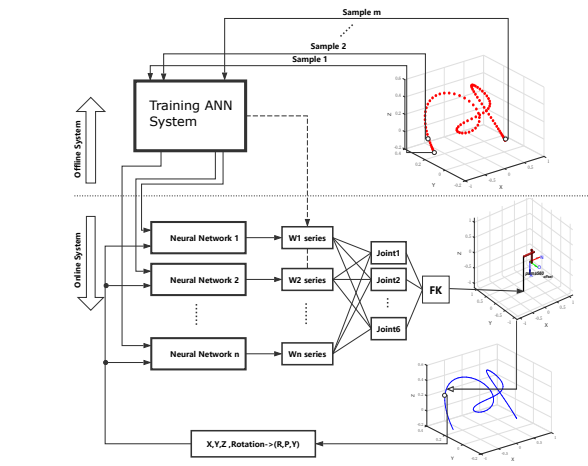 Sample m
Sample 2
Sample 1
Training ANN
System
Offline System
Z
Y
X
Online System
Neural Network 1
Neural Network 2
Neural Network n
W1 series
W2 series
Wn series
Joint1
Joint2
Joint6
FK
Z
Y
X
Z
Y
X
X,Y,Z ,Rotation->(R,P,Y)